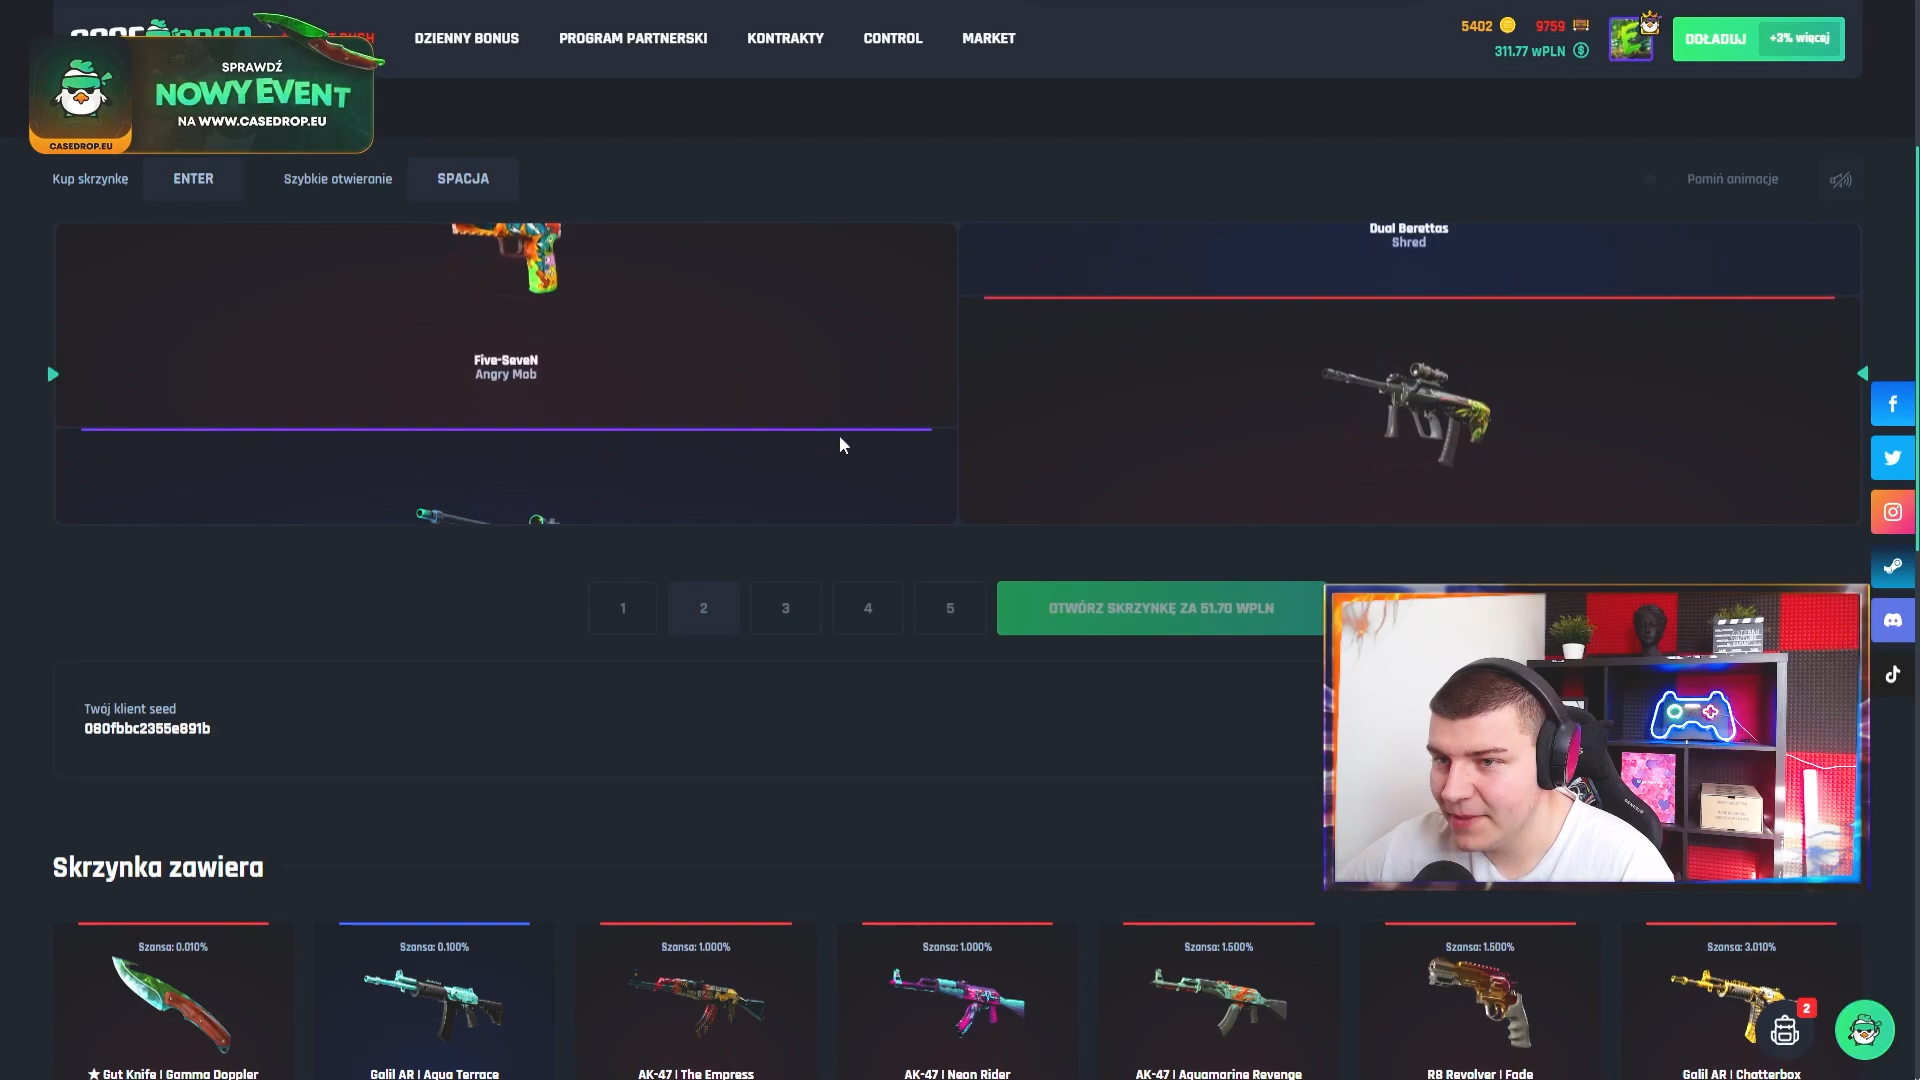 DZIENNY BONUS
PROGRAM PARTNERSKI
KONTRAKTY
CONTROL
MARKET
5402
9759
311.77 wPLN
DOŁADUJ
+3% więcej
SPRAWDŹ
NOWY EVENT
NA WWW.CASEDROP.EU
CASEDROP.EU
Kup skrzynkę
ENTER
Szybkie otwieranie
SPACJA
Pomiń animacje
Five-SeveN
Angry Mob
Dual Berettas
Shred
1
2
3
4
5
OTWÓRZ SKRZYNKĘ ZA 51.70 WPLN
Twój klient seed
080fbbc2355e891b
Skrzynka zawiera
Szansa: 0.010%
Szansa: 0.100%
Szansa: 1.000%
Szansa: 1.000%
Szansa: 1.500%
Szansa: 1.500%
Szansa: 3.010%
2
★ Gut Knife | Gamma Doppler
Galil AR | Aqua Terrace
AK-47 | The Empress
AK-47 | Neon Rider
AK-47 | Aquamarine Revenge
R8 Revolver | Fade
Galil AR | Chatterbox